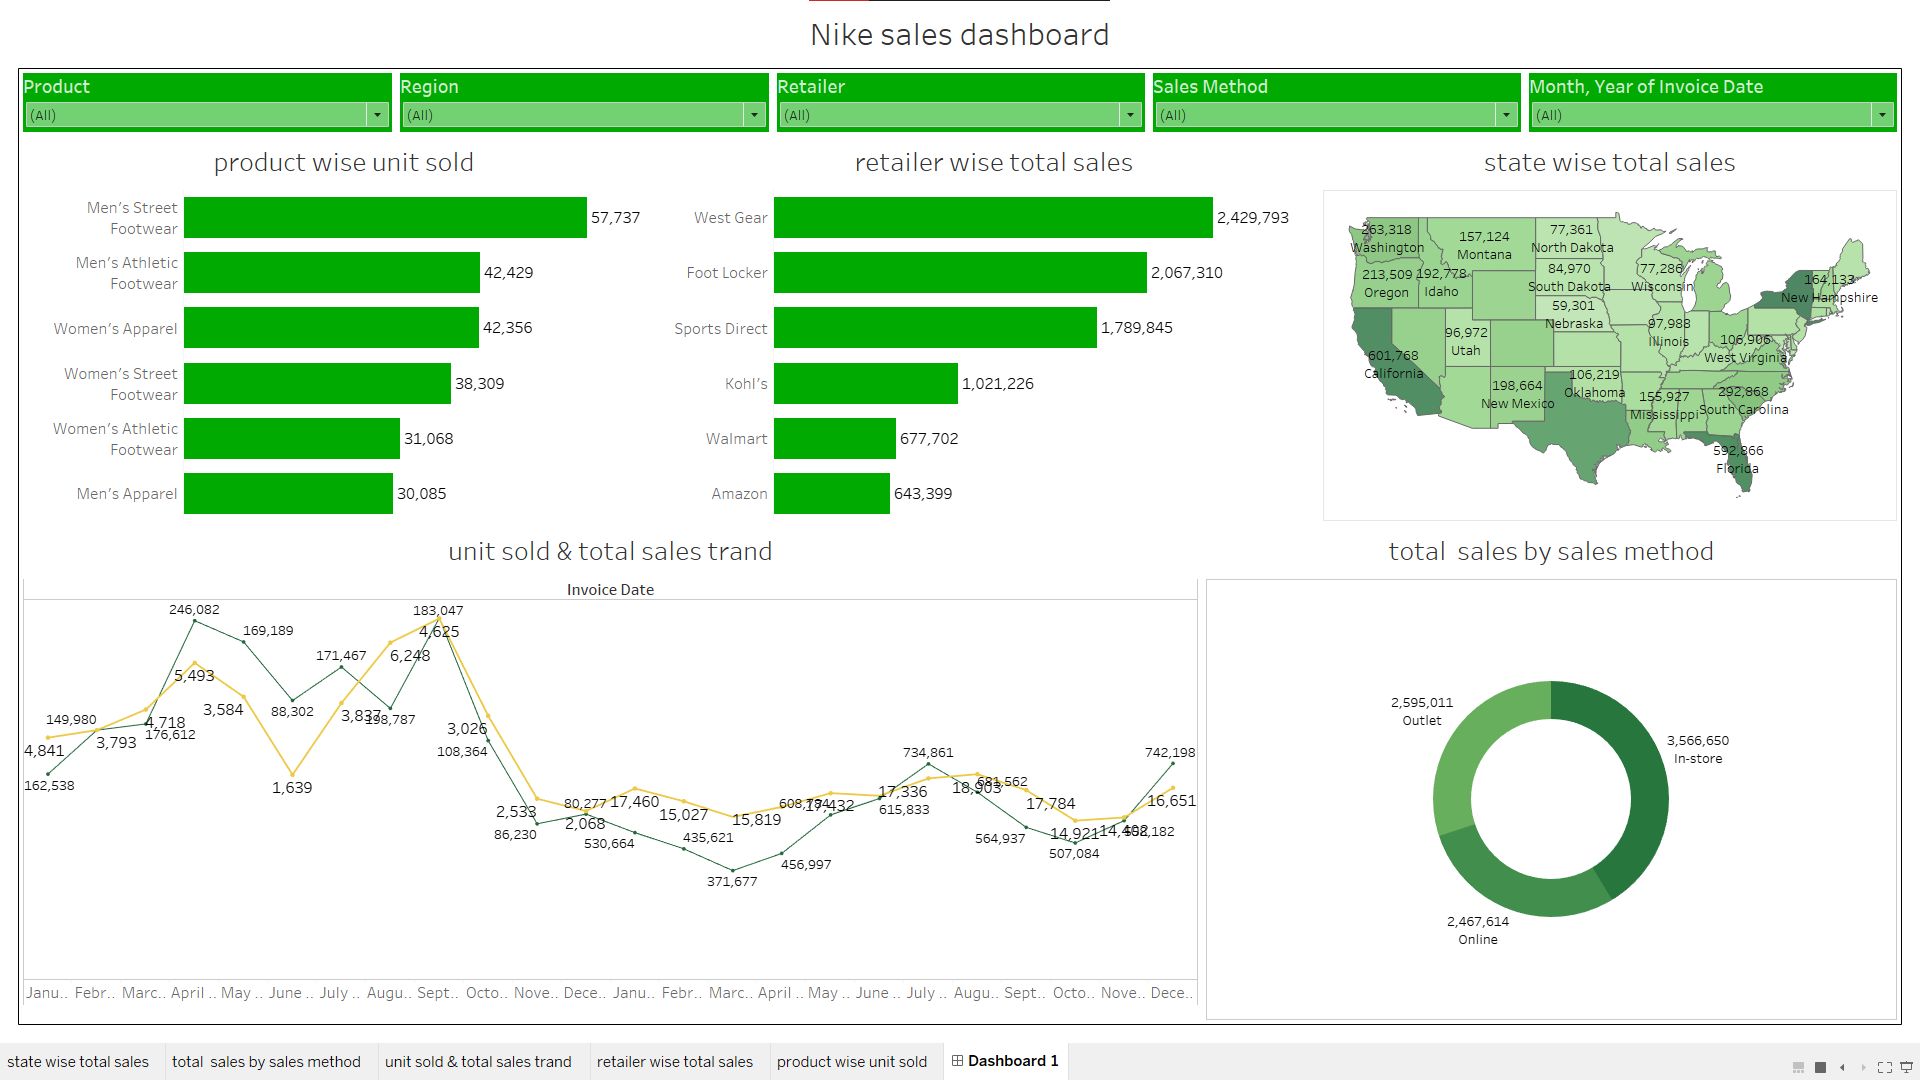 Nike sales dashboard
Product
(All)
Region
(All)
Retailer
(All)
Sales Method
(All)
Month, Year of Invoice Date
(All)
product wise unit sold
Men's Street
Footwear
57,737
Men's Athletic
Footwear
42,429
Women's Apparel
42,356
Women's Street
Footwear
38,309
Women's Athletic
Footwear
31,068
Men's Apparel
30,085
retailer wise total sales
West Gear
2,429,793
Foot Locker
2,067,310
Sports Direct
1,789,845
Kohl's
1,021,226
Walmart
677,702
Amazon
643,399
state wise total sales
263,318
Washington
157,124
Montana
77,361
North Dakota
213,509
Oregon
192,778
Idaho
84,970
South Dakota
77,286
Wisconsin
164,133
New Hampshire
59,301
Nebraska
96,972
Utah
97,988
Illinois
106,906
West Virginia
601,768
California
198,664
New Mexico
106,219
Oklahoma
155,927
Mississippi
292,868
South Carolina
592,866
Florida
unit sold & total sales trand
Invoice Date
246,082
183,047
169,189
4,625
171,467
6,248
5,493
3,584
88,302
3,837
149,980
4,718
176,612
3,793
4,841
162,538
1,639
3,026
108,364
2,533
86,230
80,277
2,068
17,460
530,664
15,027
435,621
371,677
15,819
456,997
17,432
734,861
17,336
615,833
18,903
681,562
17,784
564,937
14,921
507,084
742,198
16,651
Janu.. Febr.. Marc.. April .. May .. June .. July .. Augu.. Sept.. Octo.. Nove.. Dece.. Janu.. Febr.. Marc.. April .. May .. June .. July .. Augu.. Sept.. Octo.. Nove.. Dece..
total  sales by sales method
2,595,011
Outlet
3,566,650
In-store
2,467,614
Online
state wise total sales
total  sales by sales method
unit sold & total sales trand
retailer wise total sales
product wise unit sold
Dashboard 1